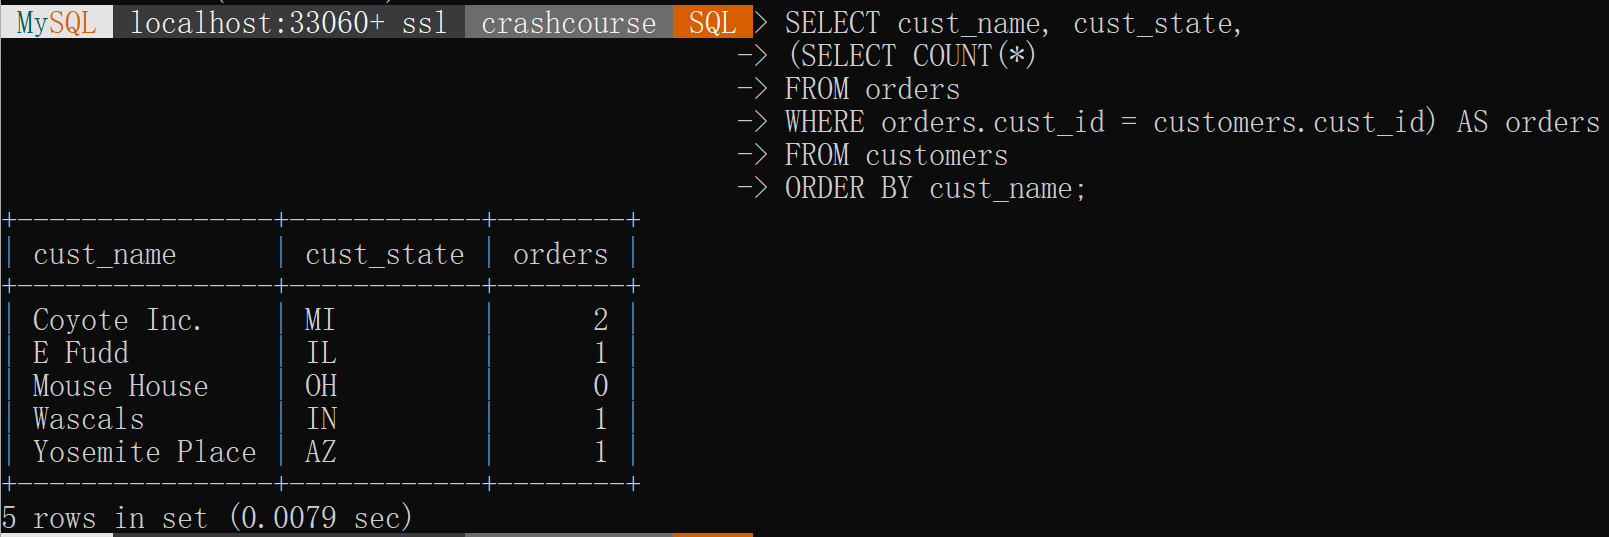 MySQL localhost:33060+ ssl crashcourse SQL > SELECT cust_name, cust_state,
-> (SELECT COUNT(*)
-> FROM orders
-> WHERE orders.cust_id = customers.cust_id) AS orders
-> FROM customers
-> ORDER BY cust_name;
+----------------+------------+--------+
| cust_name      | cust_state | orders |
+----------------+------------+--------+
| Coyote Inc.    | MI         |      2 |
| E Fudd         | IL         |      1 |
| Mouse House    | OH         |      0 |
| Wascals        | IN         |      1 |
| Yosemite Place | AZ         |      1 |
+----------------+------------+--------+
5 rows in set (0.0079 sec)